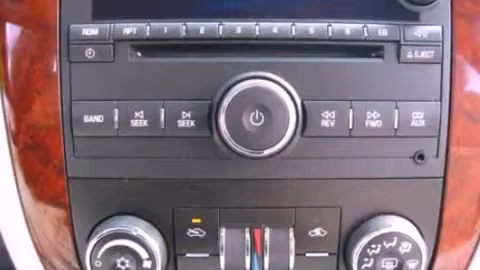 RDM RPT 1 2 3 4 5 6 EQ
EJECT
BAND SEEK SEEK REV FWD CD/AUX